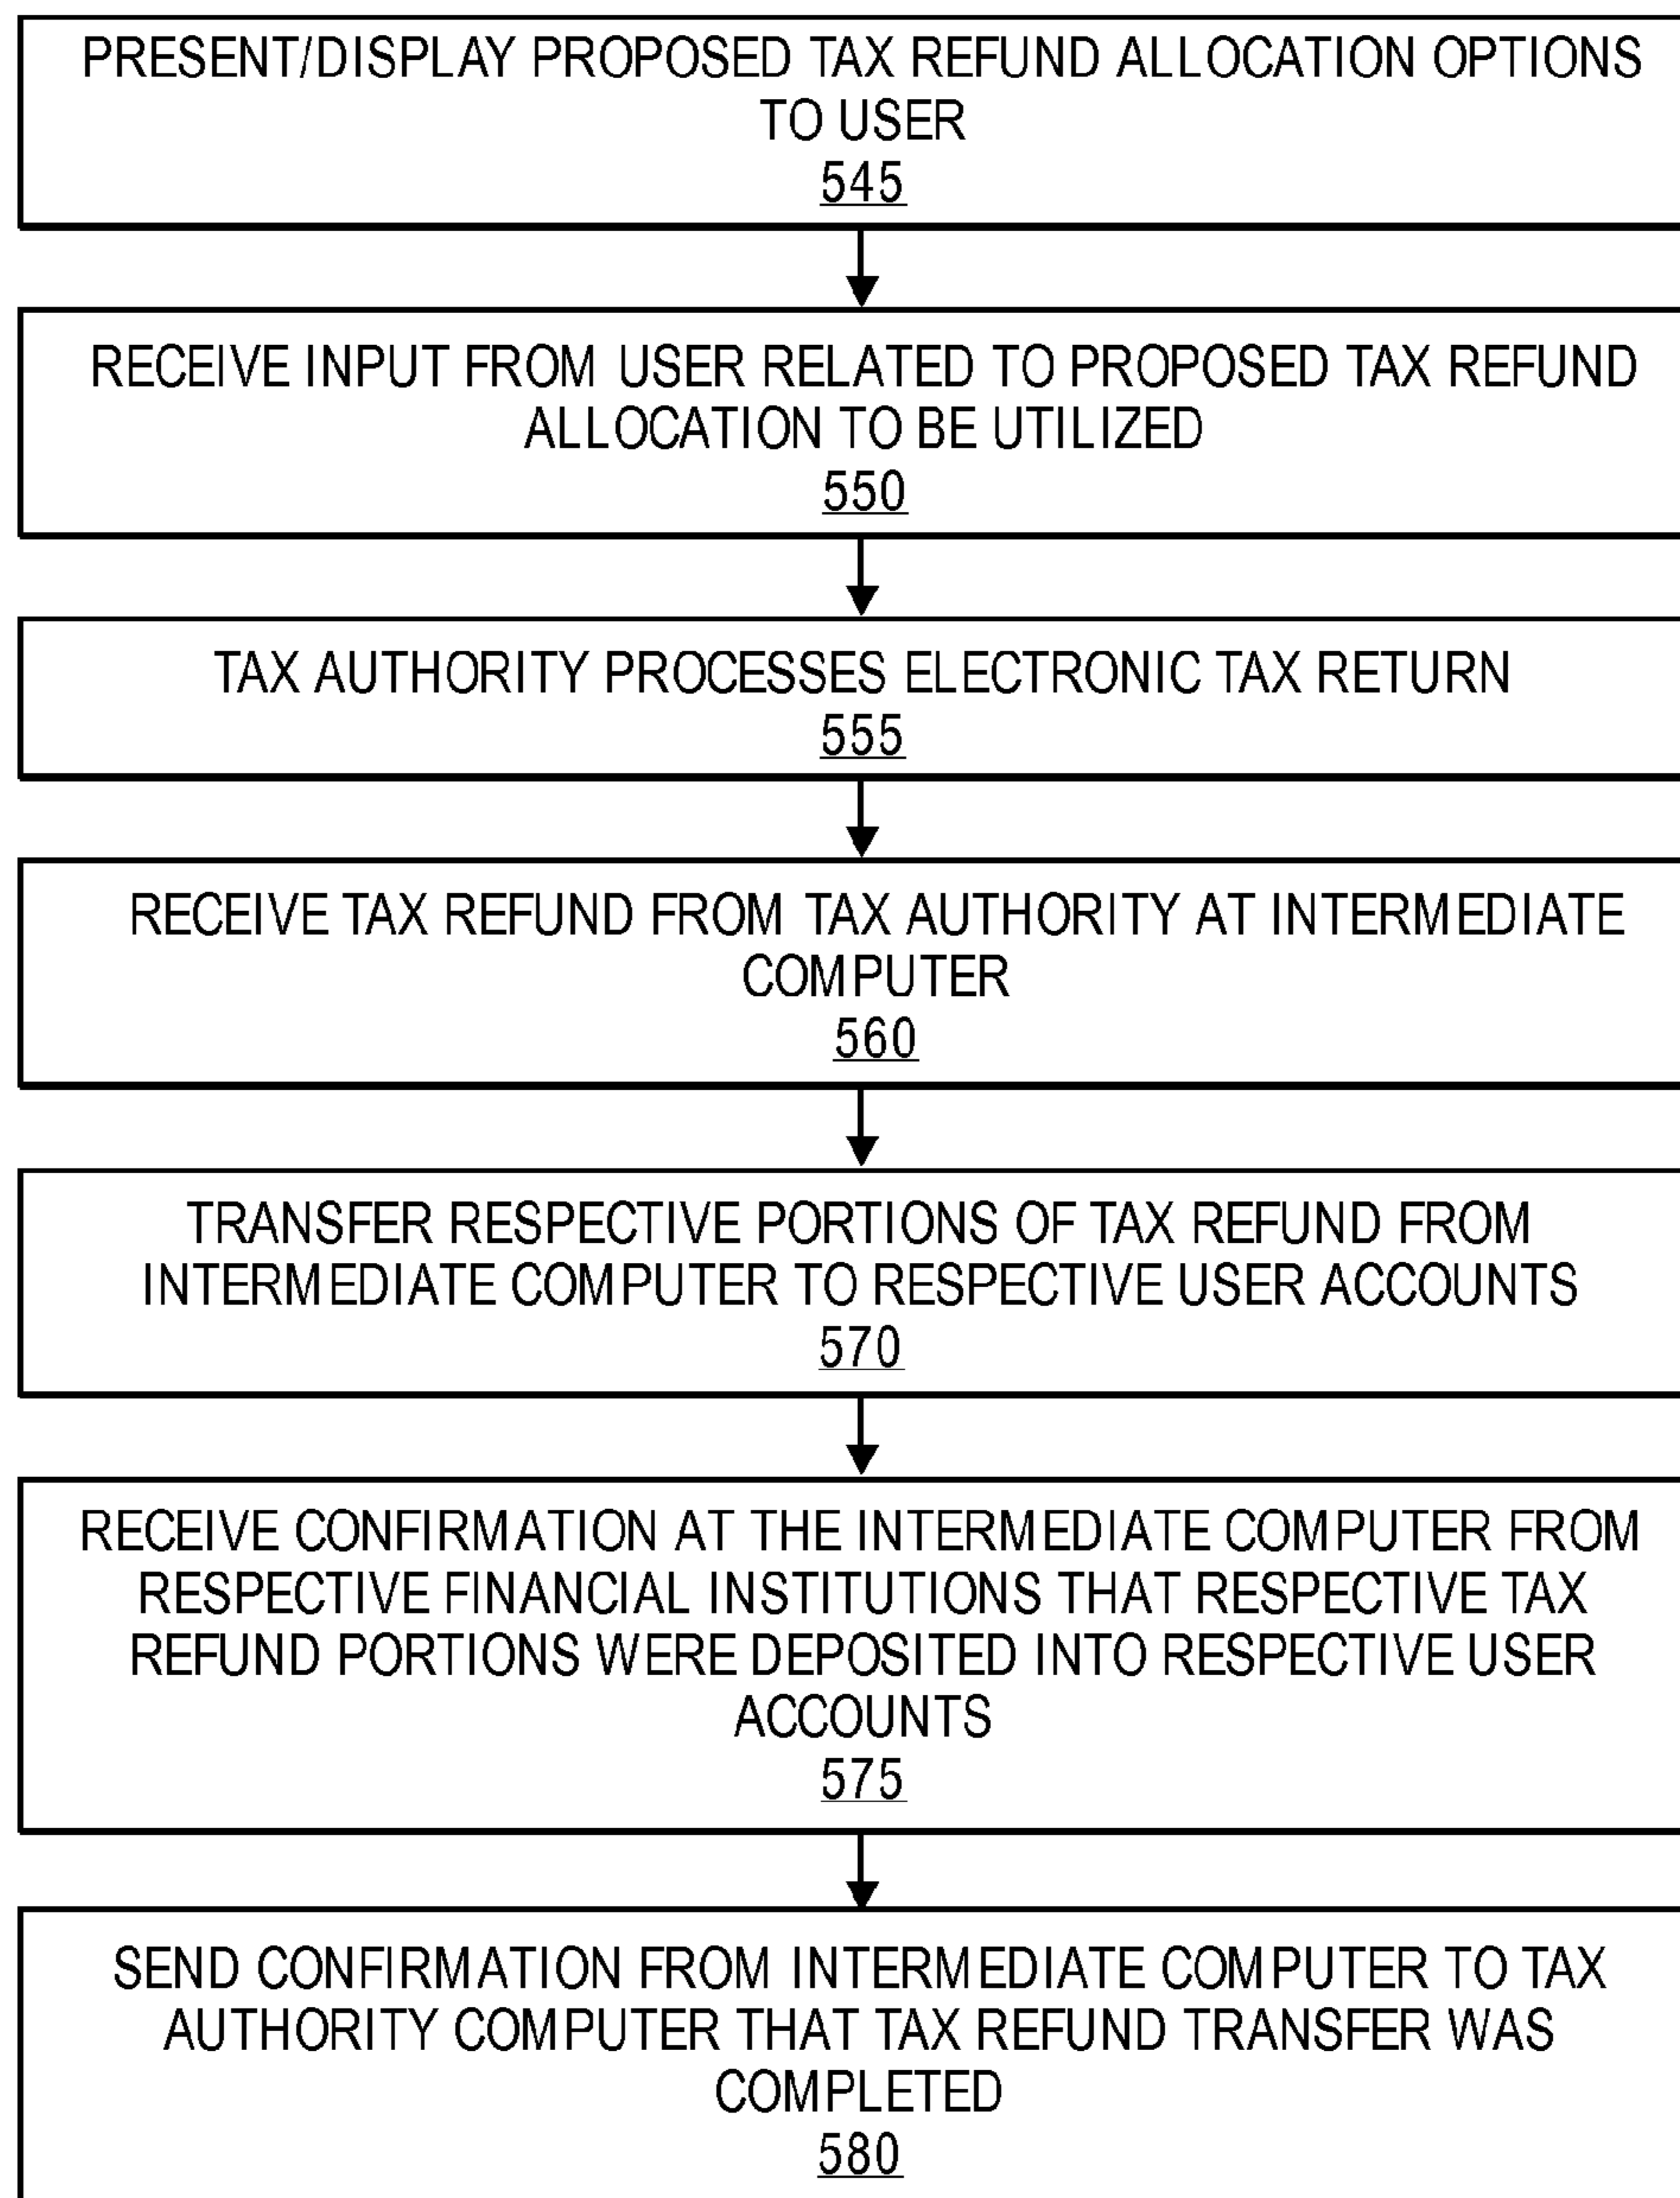 PRESENT/DISPLAY PROPOSED TAX REFUND ALLOCATION OPTIONS
TO USER
545
RECEIVE INPUT FROM USER RELATED TO PROPOSED TAX REFUND
ALLOCATION TO BE UTILIZED
550
TAX AUTHORITY PROCESSES ELECTRONIC TAX RETURN
555
RECEIVE TAX REFUND FROM TAX AUTHORITY AT INTERMEDIATE
COMPUTER
560
TRANSFER RESPECTIVE PORTIONS OF TAX REFUND FROM
INTERMEDIATE COMPUTER TO RESPECTIVE USER ACCOUNTS
570
RECEIVE CONFIRMATION AT THE INTERMEDIATE COMPUTER FROM
RESPECTIVE FINANCIAL INSTITUTIONS THAT RESPECTIVE TAX
REFUND PORTIONS WERE DEPOSITED INTO RESPECTIVE USER
ACCOUNTS
575
SEND CONFIRMATION FROM INTERMEDIATE COMPUTER TO TAX
AUTHORITY COMPUTER THAT TAX REFUND TRANSFER WAS
COMPLETED
580